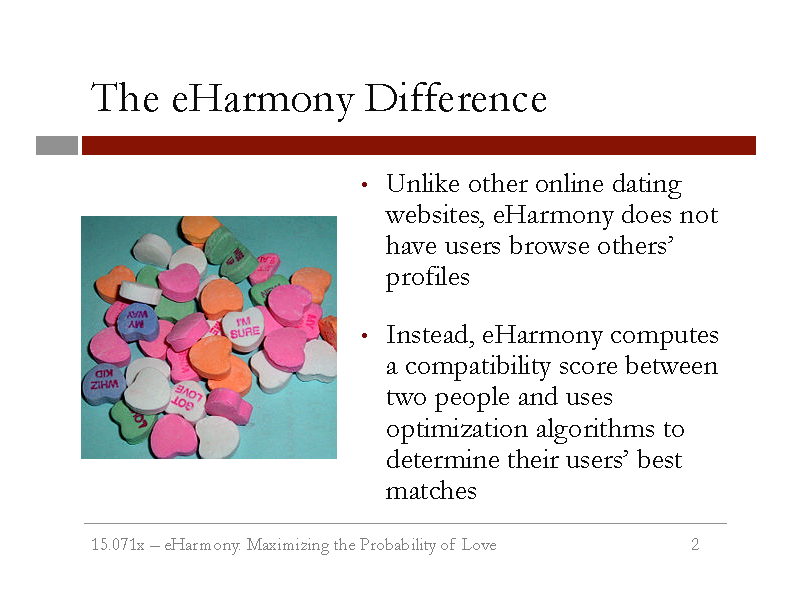 The eHarmony Difference
• Unlike other online dating
websites, eHarmony does not
have users browse others’
profiles
• Instead, eHarmony computes
a compatibility score between
two people and uses
optimization algorithms to
determine their users’ best
matches
I'M
SURE
MY
WAY
WHIZ
KID
GOT
LOVE
15.071x – eHarmony: Maximizing the Probability of Love
2